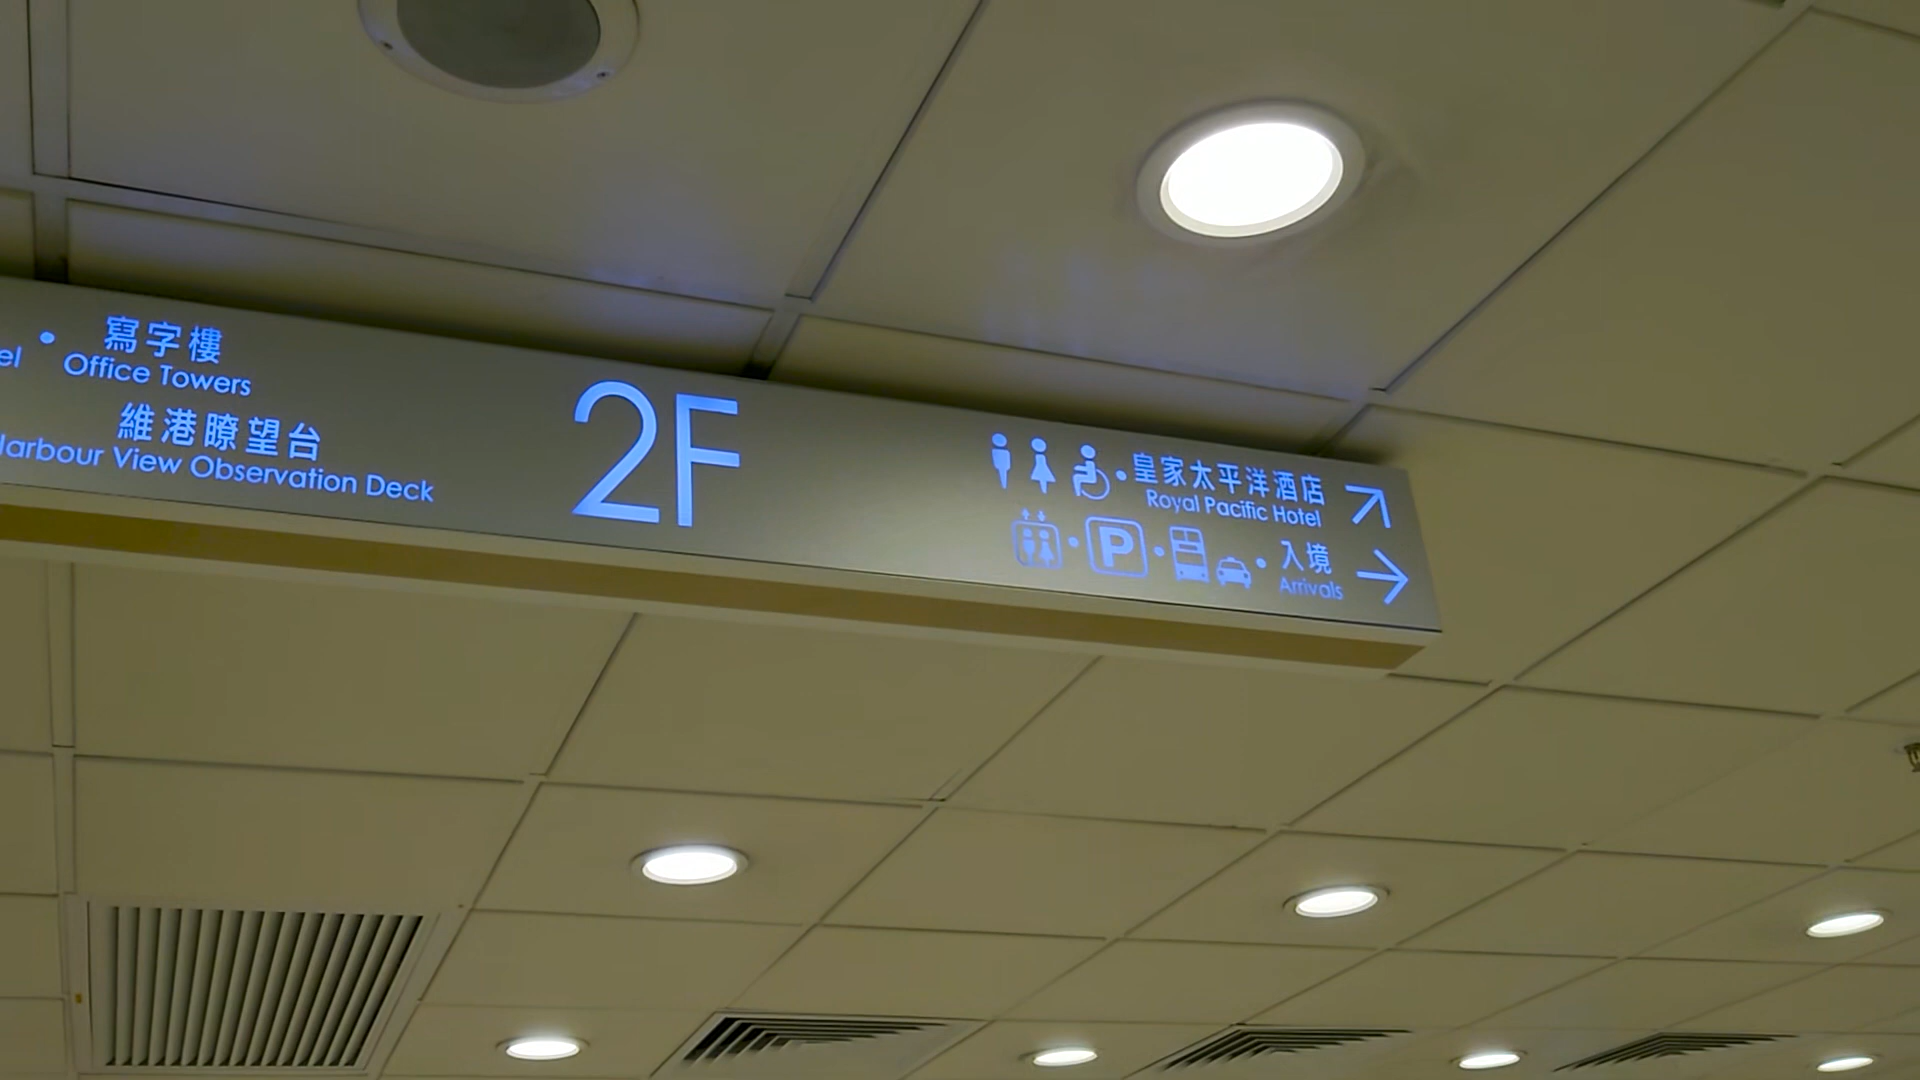 寫字樓
Office Towers
維港瞭望台
Harbour View Observation Deck
2F
皇家太平洋酒店
Royal Pacific Hotel
P
入境
Arrivals